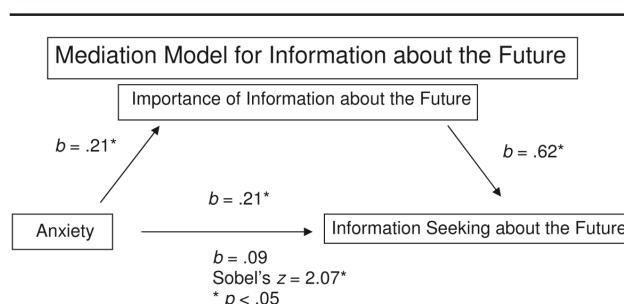 Mediation Model for Information about the Future
Importance of Information about the Future
b = .21*
b = .62*
b = .21*
Anxiety
Information Seeking about the Future
b = .09
Sobel's z = 2.07*
* p < .05